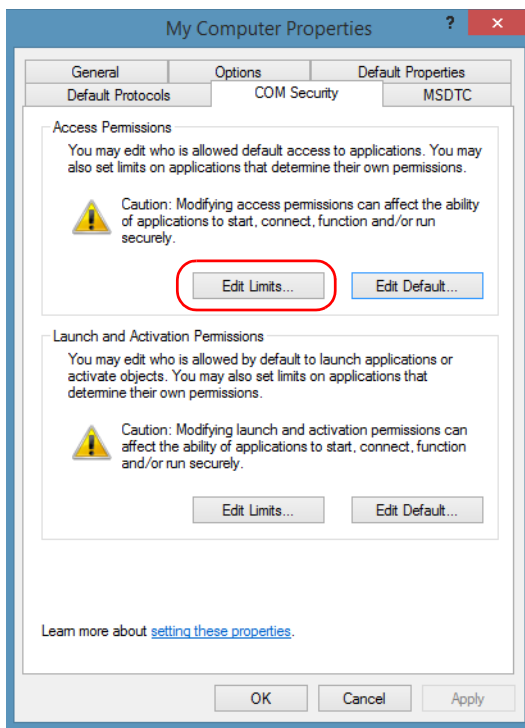 My Computer Properties
?
×
General Options Default Properties
Default Protocols COM Security MSDTC
Access Permissions
You may edit who is allowed default access to applications. You may
also set limits on applications that determine their own permissions.
Caution: Modifying access permissions can affect the ability
of applications to start, connect, function and/or run
securely.
Edit Limits... Edit Default...
Launch and Activation Permissions
You may edit who is allowed by default to launch applications or
activate objects. You may also set limits on applications that
determine their own permissions.
Caution: Modifying launch and activation permissions can
affect the ability of applications to start, connect, function
and/or run securely.
Edit Limits... Edit Default...
Learn more about setting these properties.
OK Cancel Apply